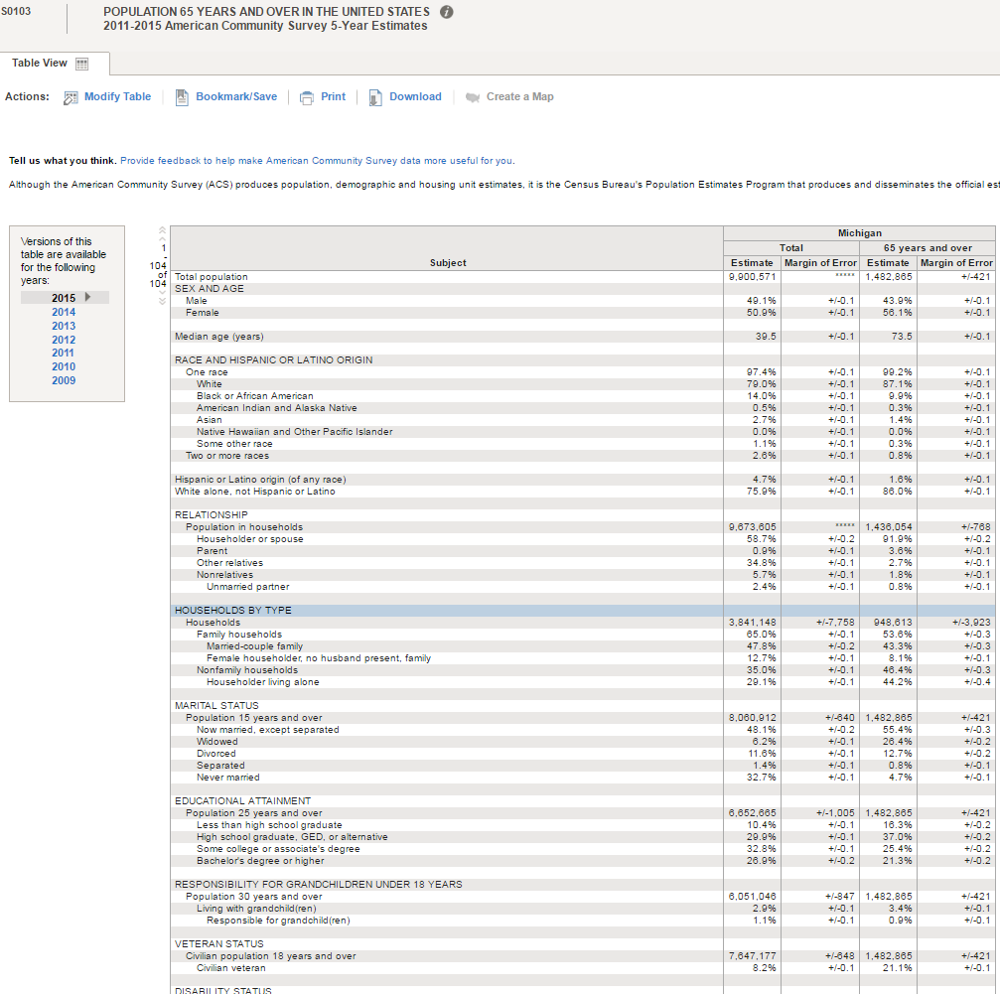 S0103
POPULATION 65 YEARS AND OVER IN THE UNITED STATES i
2011-2015 American Community Survey 5-Year Estimates
Table View
Actions: Modify Table Bookmark/Save Print Download Create a Map
Tell us what you think. Provide feedback to help make American Community Survey data more useful for you.
Although the American Community Survey (ACS) produces population, demographic and housing unit estimates, it is the Census Bureau's Population Estimates Program that produces and disseminates the official est
Versions of this
table are available
for the following
years:
2015
2014
2013
2012
2011
2010
2009
1
-
104
of
104
Michigan
Total 65 years and over
Subject Estimate Margin of Error Estimate Margin of Error
Total population 9,900,571 ***** 1,482,865 +/-421
SEX AND AGE
Male 49.1% +/-0.1 43.9% +/-0.1
Female 50.9% +/-0.1 56.1% +/-0.1
Median age (years) 39.5 +/-0.1 73.5 +/-0.1
RACE AND HISPANIC OR LATINO ORIGIN
One race 97.4% +/-0.1 99.2% +/-0.1
White 79.0% +/-0.1 87.1% +/-0.1
Black or African American 14.0% +/-0.1 9.9% +/-0.1
American Indian and Alaska Native 0.5% +/-0.1 0.3% +/-0.1
Asian 2.7% +/-0.1 1.4% +/-0.1
Native Hawaiian and Other Pacific Islander 0.0% +/-0.1 0.0% +/-0.1
Some other race 1.1% +/-0.1 0.3% +/-0.1
Two or more races 2.6% +/-0.1 0.8% +/-0.1
Hispanic or Latino origin (of any race) 4.7% +/-0.1 1.6% +/-0.1
White alone, not Hispanic or Latino 75.9% +/-0.1 86.0% +/-0.1
RELATIONSHIP
Population in households 9,673,605 ***** 1,436,054 +/-768
Householder or spouse 58.7% +/-0.2 91.9% +/-0.2
Parent 0.9% +/-0.1 3.6% +/-0.1
Other relatives 34.8% +/-0.1 2.7% +/-0.1
Nonrelatives 5.7% +/-0.1 1.8% +/-0.1
Unmarried partner 2.4% +/-0.1 0.8% +/-0.1
HOUSEHOLDS BY TYPE
Households 3,841,148 +/-7,758 948,613 +/-3,923
Family households 65.0% +/-0.1 53.6% +/-0.3
Married-couple family 47.8% +/-0.2 43.3% +/-0.3
Female householder, no husband present, family 12.7% +/-0.1 8.1% +/-0.1
Nonfamily households 35.0% +/-0.1 46.4% +/-0.3
Householder living alone 29.1% +/-0.1 44.2% +/-0.4
MARITAL STATUS
Population 15 years and over 8,060,912 +/-640 1,482,865 +/-421
Now married, except separated 48.1% +/-0.2 55.4% +/-0.3
Widowed 6.2% +/-0.1 26.4% +/-0.2
Divorced 11.6% +/-0.1 12.7% +/-0.2
Separated 1.4% +/-0.1 0.8% +/-0.1
Never married 32.7% +/-0.1 4.7% +/-0.1
EDUCATIONAL ATTAINMENT
Population 25 years and over 6,652,665 +/-1,005 1,482,865 +/-421
Less than high school graduate 10.4% +/-0.1 16.3% +/-0.2
High school graduate, GED, or alternative 29.9% +/-0.1 37.0% +/-0.2
Some college or associate's degree 32.8% +/-0.1 25.4% +/-0.2
Bachelor's degree or higher 26.9% +/-0.2 21.3% +/-0.2
RESPONSIBILITY FOR GRANDCHILDREN UNDER 18 YEARS
Population 30 years and over 6,051,046 +/-847 1,482,865 +/-421
Living with grandchild(ren) 2.9% +/-0.1 3.4% +/-0.1
Responsible for grandchild(ren) 1.1% +/-0.1 0.9% +/-0.1
VETERAN STATUS
Civilian population 18 years and over 7,647,177 +/-648 1,482,865 +/-421
Civilian veteran 8.2% +/-0.1 21.1% +/-0.1
DISABILITY STATUS